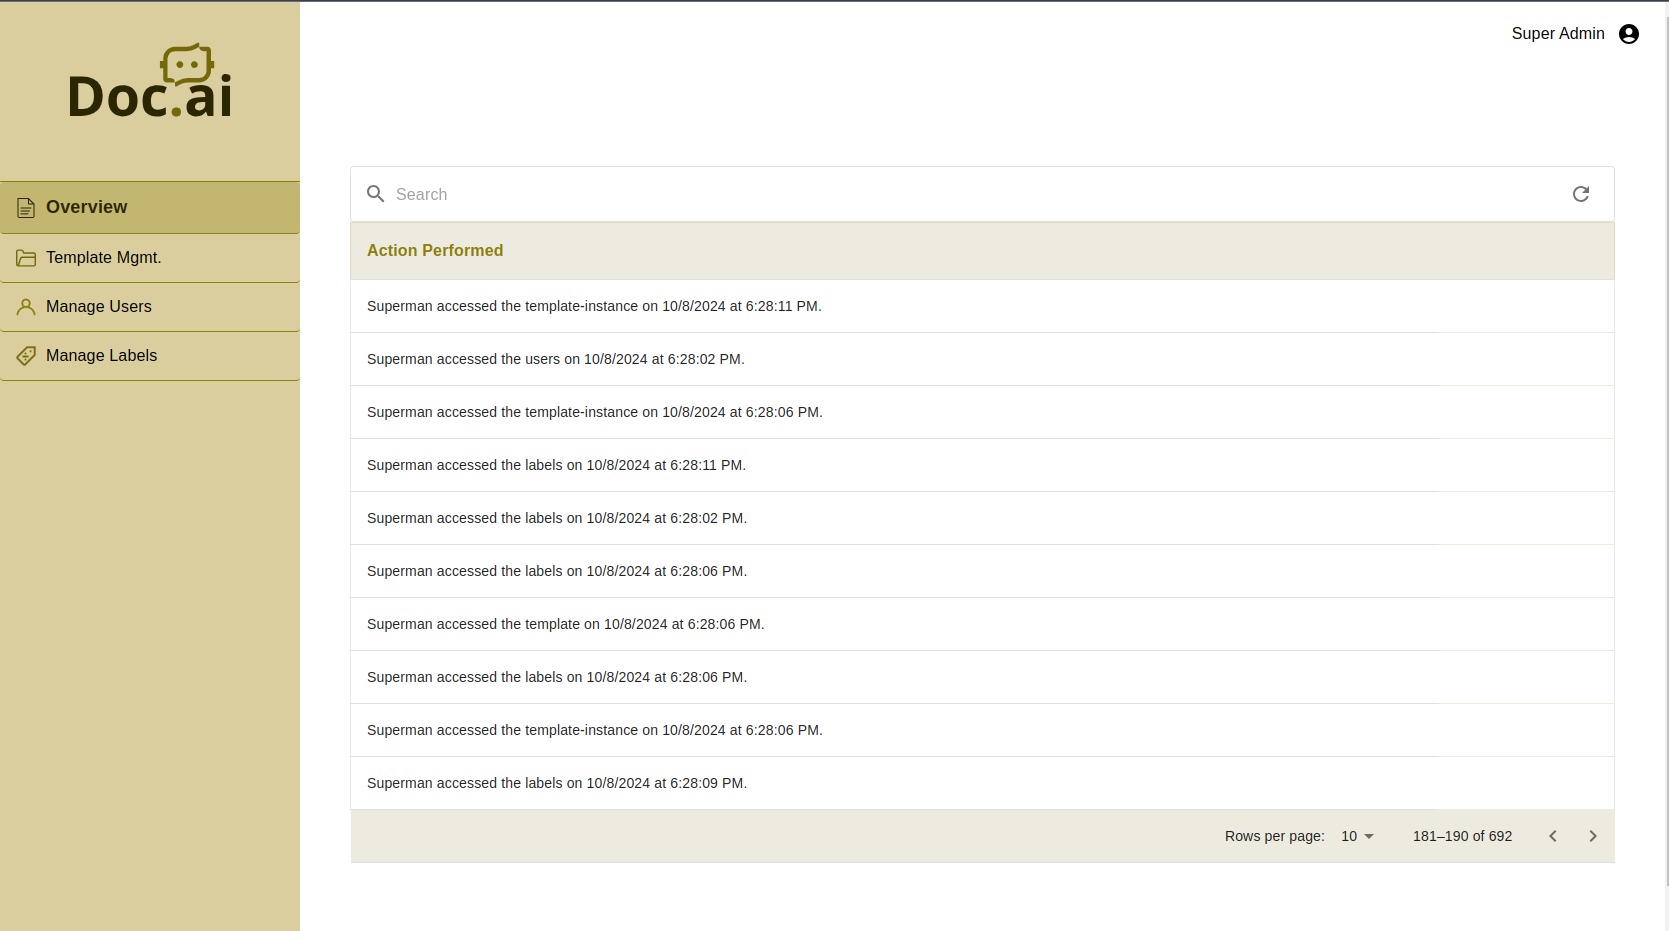 Super Admin
Doc.ai
Overview
Template Mgmt.
Manage Users
Manage Labels
Search
Action Performed
Superman accessed the template-instance on 10/8/2024 at 6:28:11 PM.
Superman accessed the users on 10/8/2024 at 6:28:02 PM.
Superman accessed the template-instance on 10/8/2024 at 6:28:06 PM.
Superman accessed the labels on 10/8/2024 at 6:28:11 PM.
Superman accessed the labels on 10/8/2024 at 6:28:02 PM.
Superman accessed the labels on 10/8/2024 at 6:28:06 PM.
Superman accessed the template on 10/8/2024 at 6:28:06 PM.
Superman accessed the labels on 10/8/2024 at 6:28:06 PM.
Superman accessed the template-instance on 10/8/2024 at 6:28:06 PM.
Superman accessed the labels on 10/8/2024 at 6:28:09 PM.
Rows per page: 10 181–190 of 692